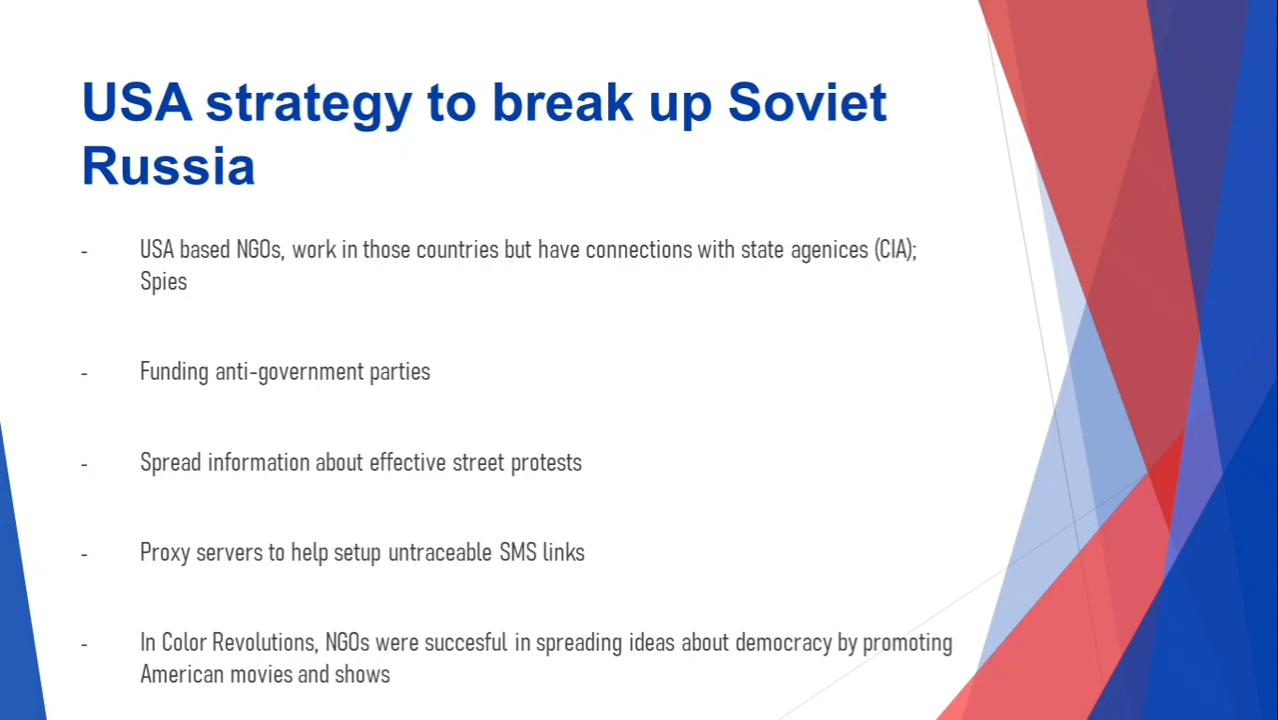 USA strategy to break up Soviet
Russia
- USA based NGOs, work in those countries but have connections with state agenices (CIA);
Spies
- Funding anti-government parties
- Spread information about effective street protests
- Proxy servers to help setup untraceable SMS links
- In Color Revolutions, NGOs were succesful in spreading ideas about democracy by promoting
American movies and shows